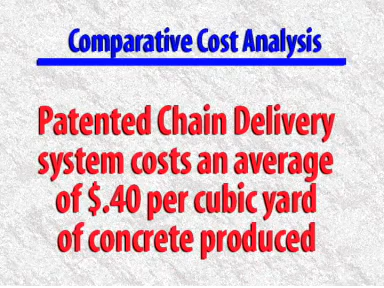 Comparative Cost Analysis
Patented Chain Delivery
system costs an average
of $.40 per cubic yard
of concrete produced